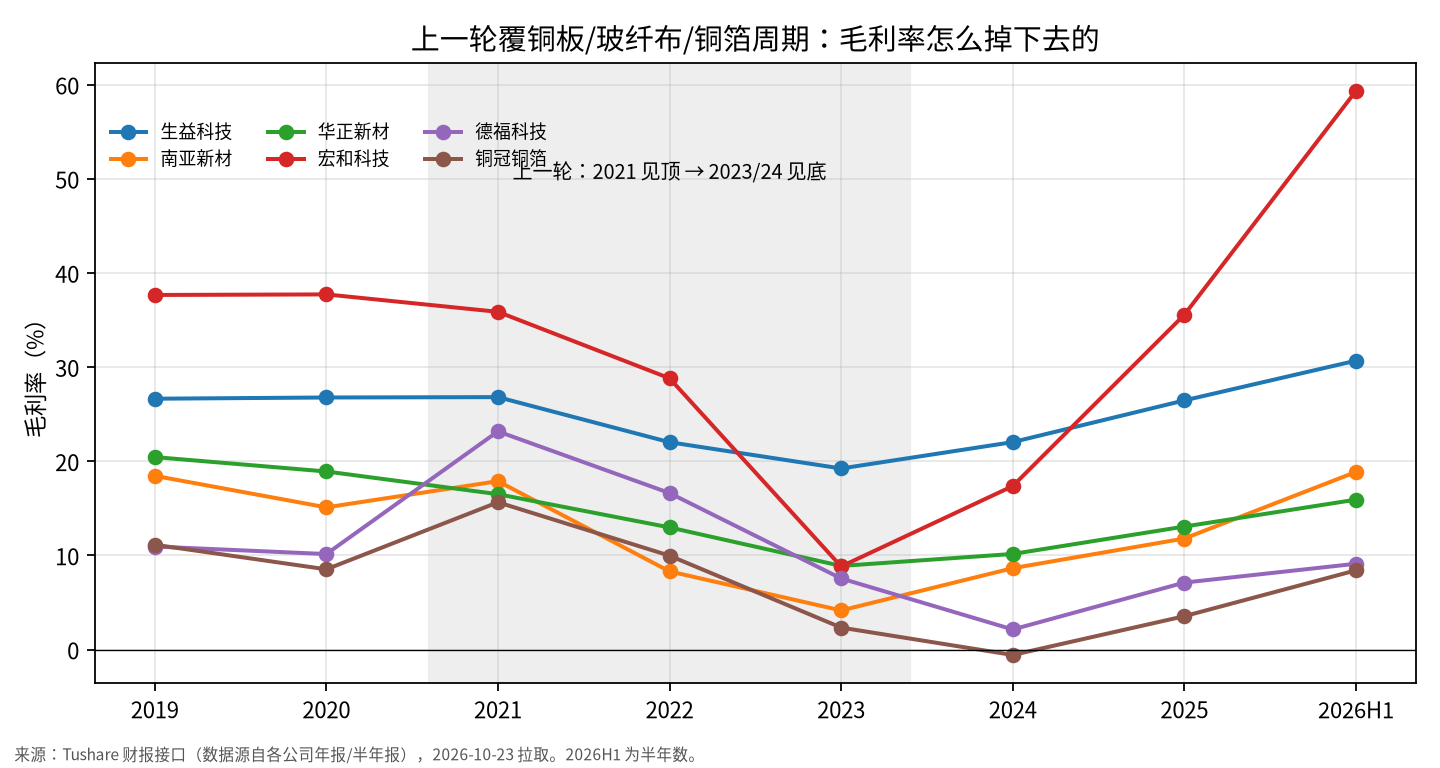 上一轮覆铜板/玻纤布/铜箔周期：毛利率怎么掉下去的
毛利率（%）
60
50
40
30
20
10
0
生益科技 华正新材 德福科技
南亚新材 宏和科技 铜冠铜箔
上一轮：2021 见顶 → 2023/24 见底
2019 2020 2021 2022 2023 2024 2025 2026H1
来源：Tushare 财报接口（数据源自各公司年报/半年报），2026-10-23 拉取。2026H1 为半年数。